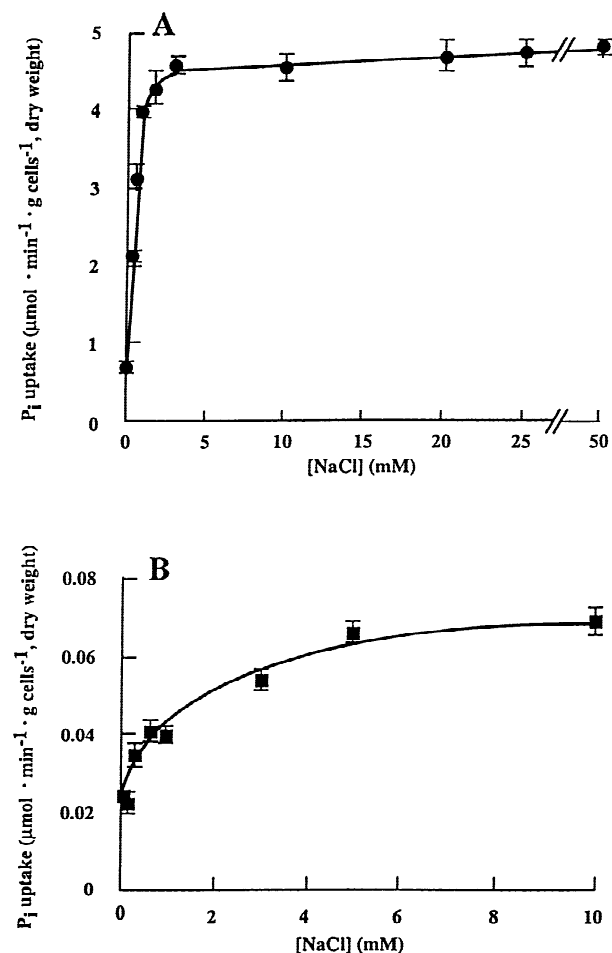 A
5
4
3
2
1
0
Pi uptake (µmol · min-1 · g cells-1, dry weight)
0 5 10 15 20 25 50
[NaCl] (mM)
B
0.08
0.06
0.04
0.02
0
Pi uptake (µmol · min-1 · g cells-1, dry weight)
0 2 4 6 8 10
[NaCl] (mM)